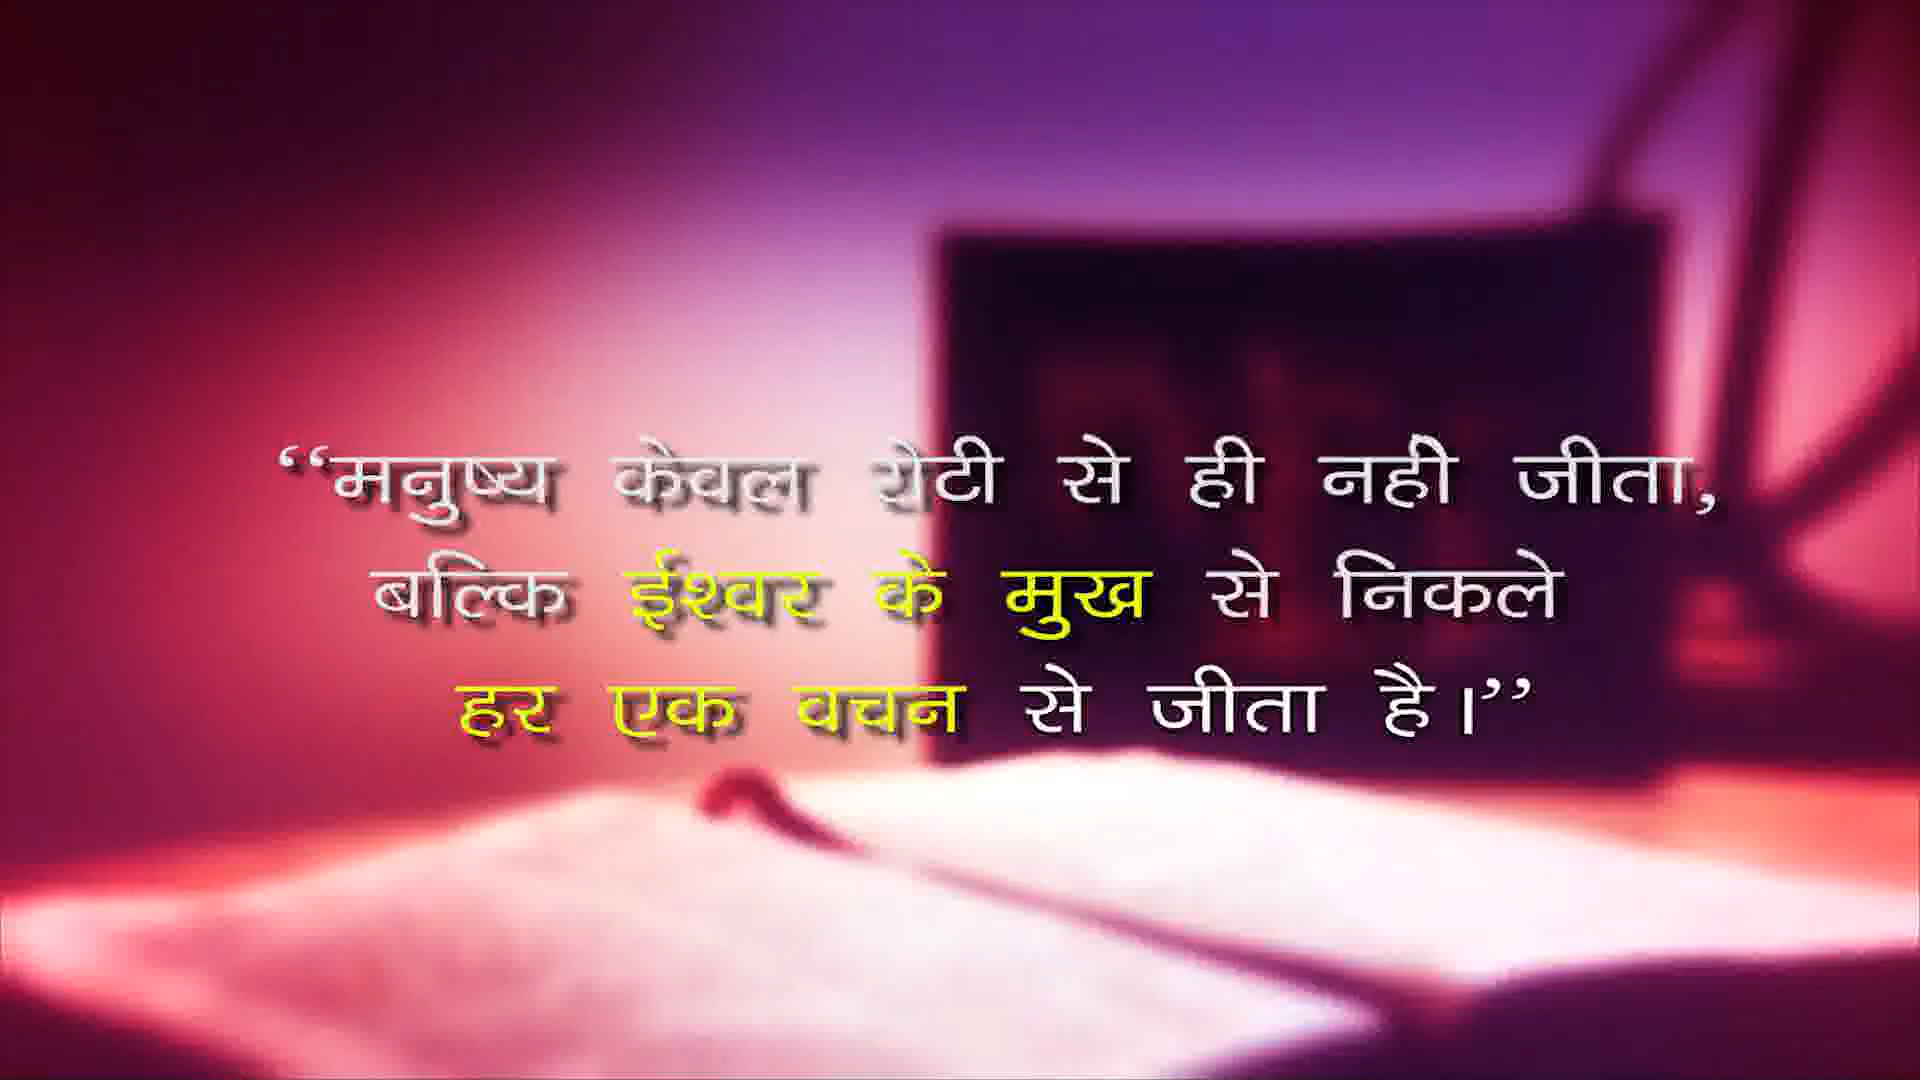 “मनुष्य केवल रोटी से ही नहीं जीता,
बल्कि ईश्वर के मुख से निकले
हर एक वचन से जीता है।”